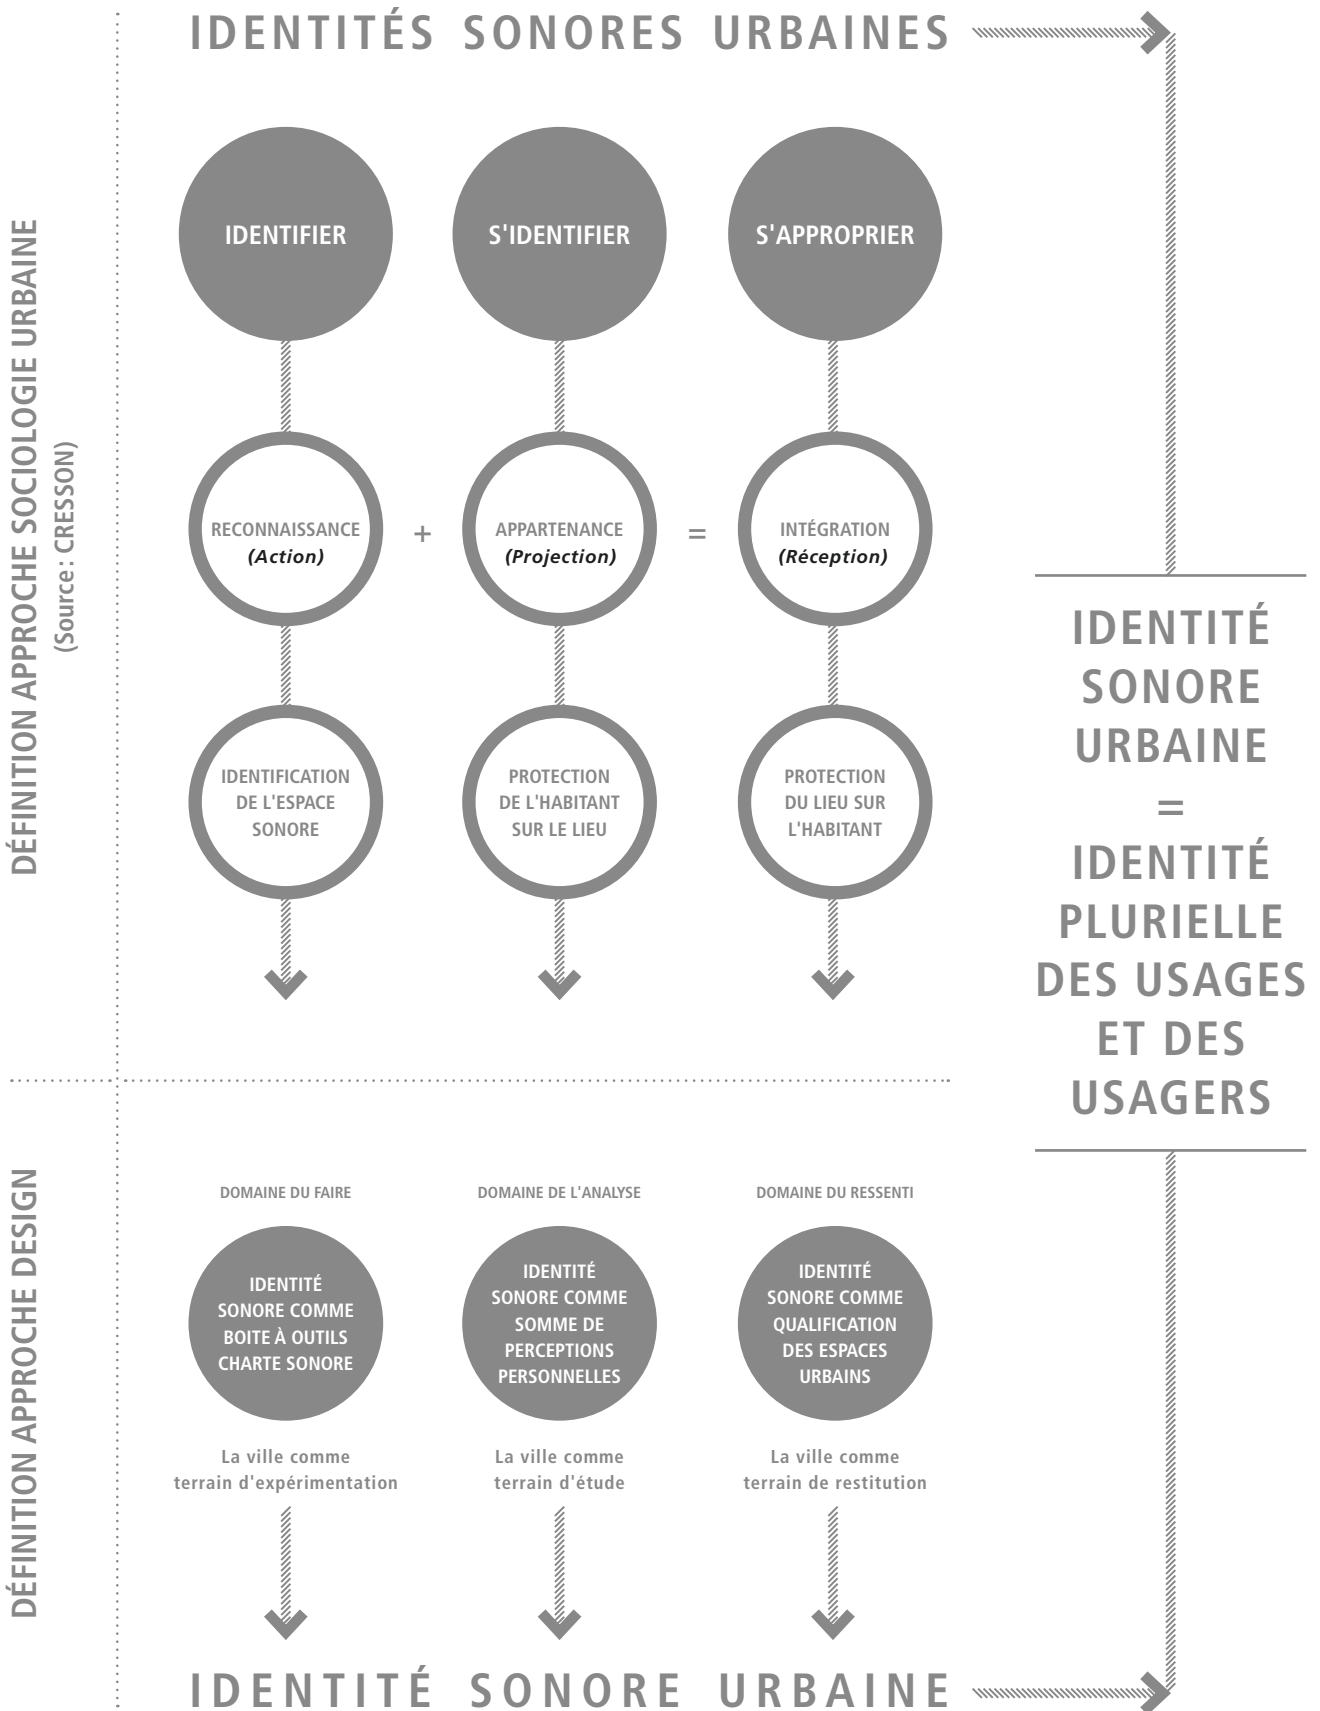 IDENTITÉS SONORES URBAINES
DÉFINITION APPROCHE SOCIOLOGIE URBAINE
(Source: CRESSON)
IDENTIFIER
S'IDENTIFIER
S'APPROPRIER
RECONNAISSANCE
(Action)
+
APPARTENANCE
(Projection)
=
INTÉGRATION
(Réception)
IDENTIFICATION
DE L'ESPACE
SONORE
PROTECTION
DE L'HABITANT
SUR LE LIEU
PROTECTION
DU LIEU SUR
L'HABITANT
IDENTITÉ
SONORE
URBAINE
=
IDENTITÉ
PLURIELLE
DES USAGES
ET DES
USAGERS
DÉFINITION APPROCHE DESIGN
DOMAINE DU FAIRE
IDENTITÉ
SONORE COMME
BOITE À OUTILS
CHARTE SONORE
La ville comme
terrain d'expérimentation
DOMAINE DE L'ANALYSE
IDENTITÉ
SONORE COMME
SOMME DE
PERCEPTIONS
PERSONNELLES
La ville comme
terrain d'étude
DOMAINE DU RESSENTI
IDENTITÉ
SONORE COMME
QUALIFICATION
DES ESPACES
URBAINS
La ville comme
terrain de restitution
IDENTITÉ SONORE URBAINE